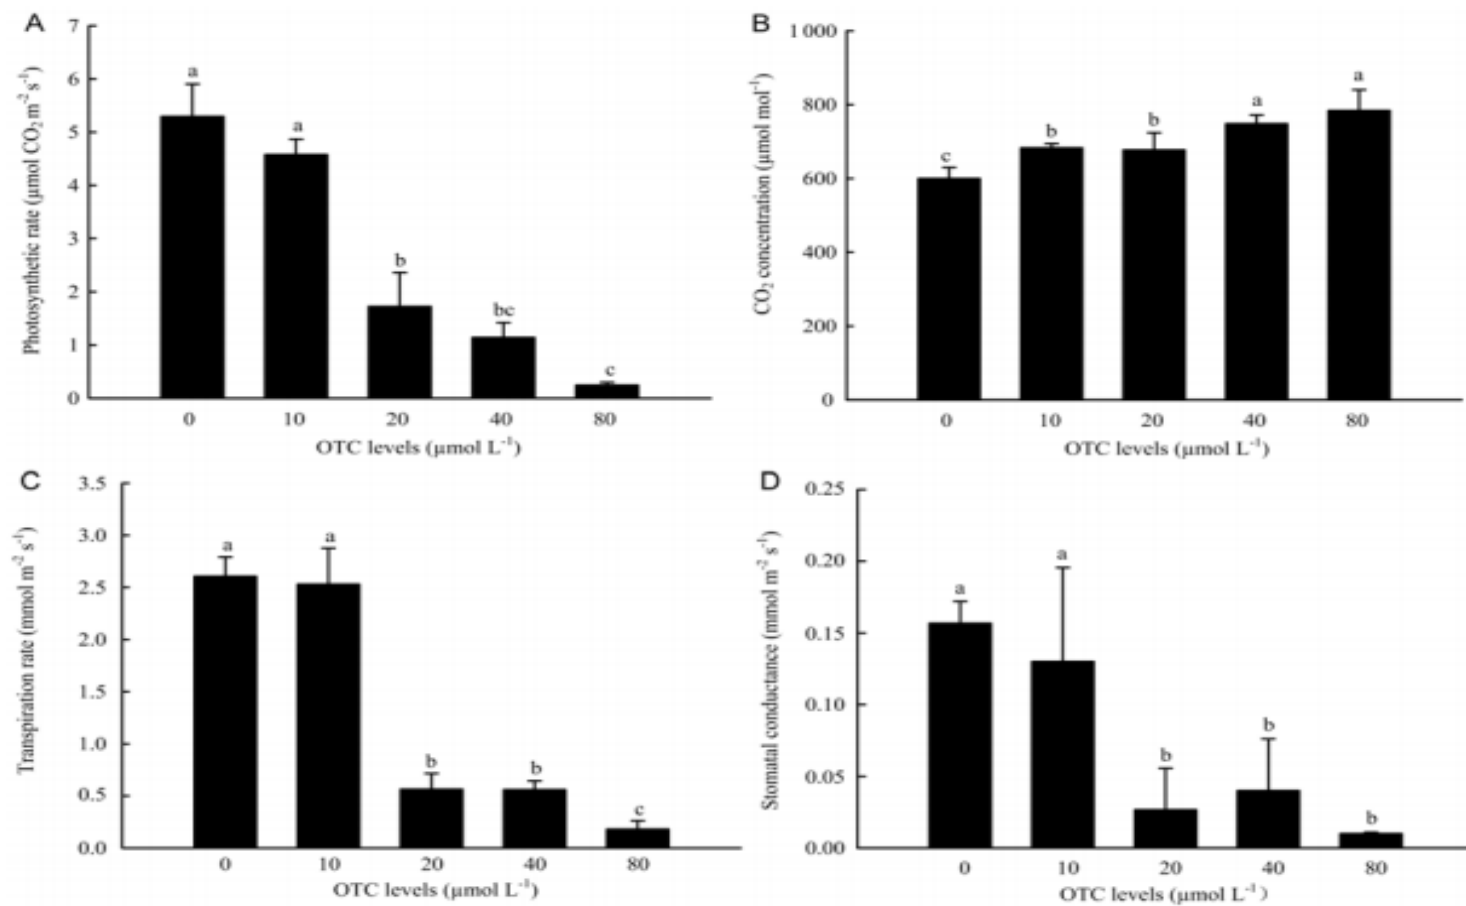 A
7
6
5
4
3
2
1
0
Photosynthetic rate (μmol CO₂ m⁻² s⁻¹)
a
a
b
bc
c
0 10 20 40 80
OTC levels (μmol L⁻¹)
B
1 000
800
600
400
200
0
CO₂ concentration (μmol mol⁻¹)
c
b
b
a
a
0 10 20 40 80
OTC levels (μmol L⁻¹)
C
3.5
3.0
2.5
2.0
1.5
1.0
0.5
0.0
Transpiration rate (mmol m⁻² s⁻¹)
a
a
b
b
c
0 10 20 40 80
OTC levels (μmol L⁻¹)
D
0.25
0.20
0.15
0.10
0.05
0.00
Stomatal conductance (mmol m⁻² s⁻¹)
a
a
b
b
b
0 10 20 40 80
OTC levels (μmol L⁻¹)